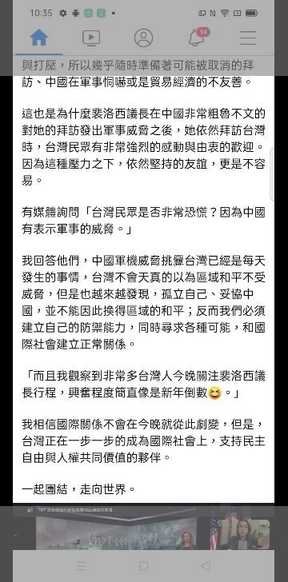 10:35
14
與打壓，所以幾乎隨時準備著可能被取消的拜
訪、中國在軍事恫嚇或是貿易經濟的不友善。
這也是為什麼裴洛西議長在中國非常粗魯不文的
對她的拜訪發出軍事威脅之後，她依然拜訪台灣
時，台灣民眾有非常強烈的感動與由衷的歡迎。
因為這種壓力之下，依然堅持的友誼，更是不容
易。
有媒體詢問「台灣民眾是否非常恐慌？因為中國
有表示軍事的威脅。」
我回答他們，中國軍機威脅挑釁台灣已經是每天
發生的事情，台灣不會天真的以為區域和平不受
威脅，但是也越來越發現，孤立自己、妥協中
國，並不能因此換得區域的和平；反而我們必須
建立自己的防禦能力，同時尋求各種可能，和國
際社會建立正常關係。
「而且我觀察到非常多台灣人今晚關注裴洛西議
長行程，興奮程度簡直像是新年倒數😆。」
我相信國際關係不會在今晚就從此劇變，但是，
台灣正在一步一步的成為國際社會上，支持民主
自由與人權共同價值的夥伴。
一起團結，走向世界。